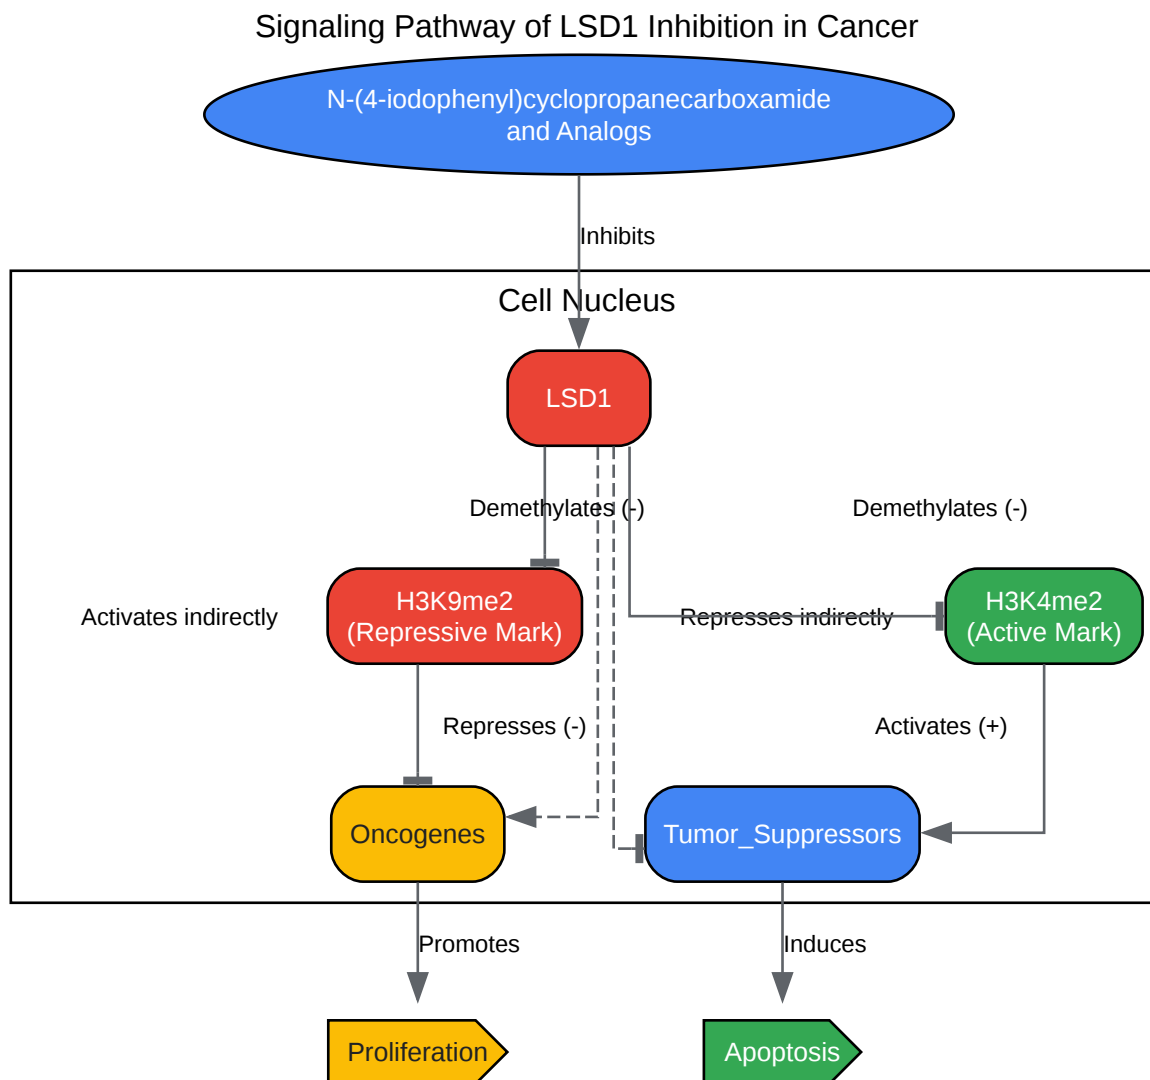 Signaling Pathway of LSD1 Inhibition in Cancer
N-(4-iodophenyl)cyclopropanecarboxamide
and Analogs
Inhibits
Cell Nucleus
LSD1
Demethylates (-)
Demethylates (-)
Activates indirectly
H3K9me2
(Repressive Mark)
Represses indirectly
H3K4me2
(Active Mark)
Represses (-)
Activates (+)
Oncogenes
Tumor_Suppressors
Promotes
Induces
Proliferation
Apoptosis